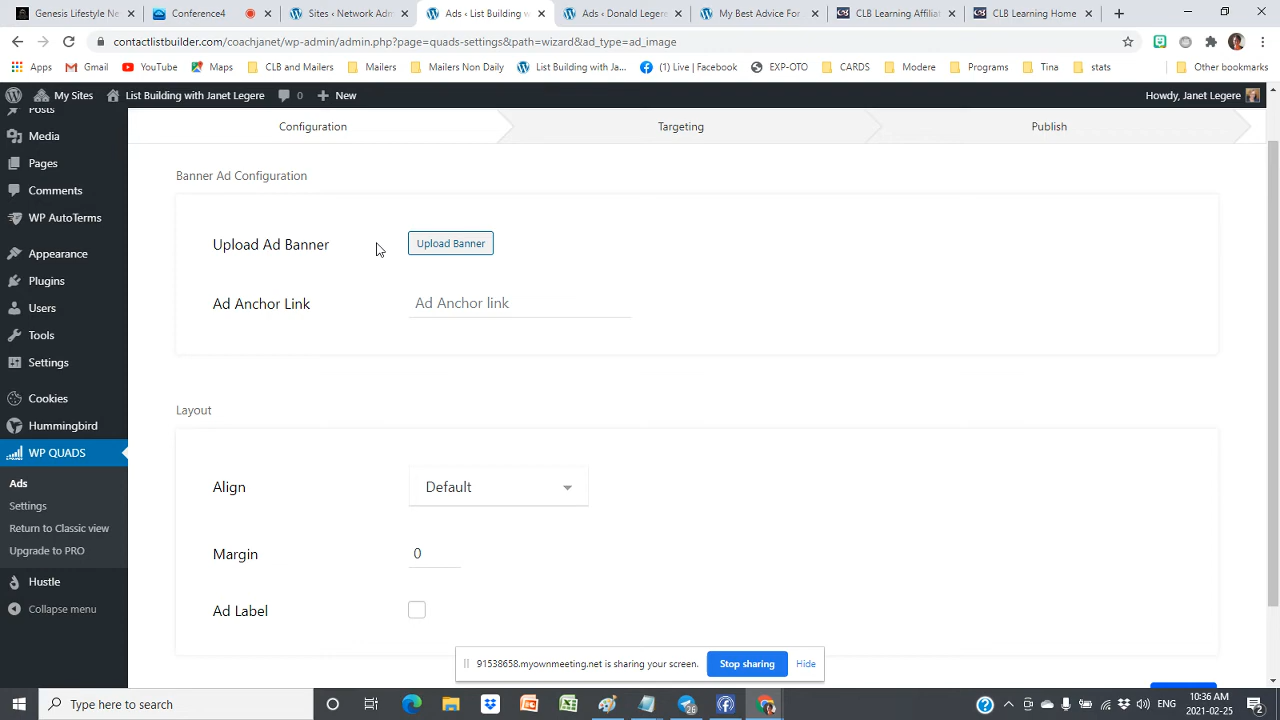 Genesis Lifestyle Ne
Conference4
Sites ‹ Network Adm
Ads ‹ List Building w
Ads ‹ Donna Legere
My Best Advice For
CLB Learning Affilia
CLB Learning Home
contactlistbuilder.com/coachjanet/wp-admin/admin.php?page=quads-settings&path=wizard&ad_type=ad_image
Apps Gmail YouTube Maps CLB and Mailers Mailers Mailers Non Daily List Building with Ja... (1) Live | Facebook EXP-OTO CARDS Modere Programs Tina stats Other bookmarks
My Sites List Building with Janet Legere 0 New Howdy, Janet Legere
Posts
Media
Pages
Comments
WP AutoTerms
Appearance
Plugins
Users
Tools
Settings
Cookies
Hummingbird
WP QUADS
Ads
Settings
Return to Classic view
Upgrade to PRO
Hustle
Collapse menu
Configuration Targeting Publish
Banner Ad Configuration
Upload Ad Banner Upload Banner
Ad Anchor Link Ad Anchor link
Layout
Align Default
Margin 0
Ad Label
91538658.myownmeeting.net is sharing your screen. Stop sharing Hide
Type here to search
26
ENG
10:36 AM
2021-02-25
2